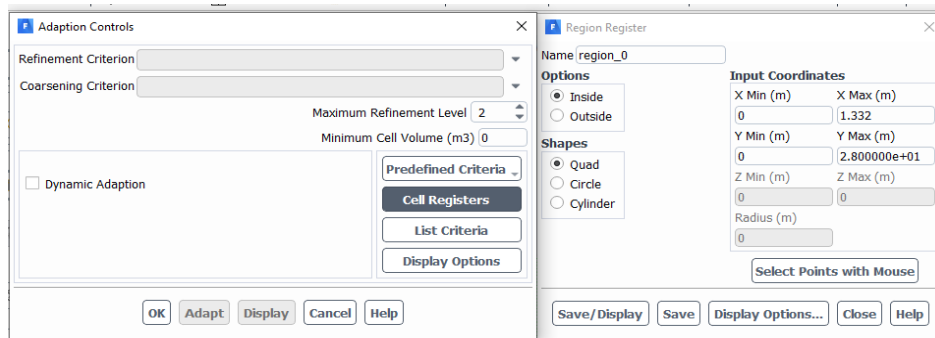 Adaption Controls
Refinement Criterion
Coarsening Criterion
Maximum Refinement Level 2
Minimum Cell Volume (m3) 0
Dynamic Adaption
Predefined Criteria
Cell Registers
List Criteria
Display Options
OK Adapt Display Cancel Help
Region Register
Name region_0
Options
Inside
Outside
Shapes
Quad
Circle
Cylinder
Input Coordinates
X Min (m) X Max (m)
0 1.332
Y Min (m) Y Max (m)
0 2.800000e+01
Z Min (m) Z Max (m)
0 0
Radius (m)
0
Select Points with Mouse
Save/Display Save Display Options... Close Help